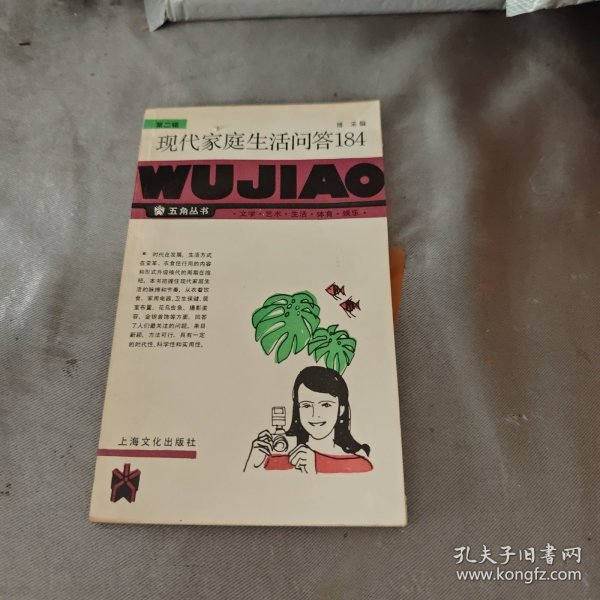 第二辑
博采编
现代家庭生活问答184
WUJIAO
五角丛书
·文学·艺术·生活·体育·娱乐·
时代在发展，生活方式
在变革，衣食住行用的内容
和形式升级换代的周期在缩
短。本书把握住现代家庭生
活的脉搏和节奏，从衣着饮
食、家用电器、卫生保健、居
室布置、花鸟虫鱼、摄影美
容、金银首饰等方面，回答
了人们最关注的问题。条目
新颖，方法可行，具有一定
的时代性、科学性和实用性。
上海文化出版社
孔夫子旧书网
www.kongfz.com